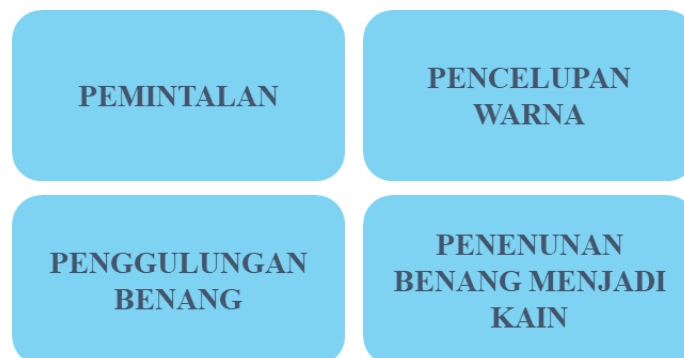 PEMINTALAN
PENCELUPAN
WARNA
PENGGULUNGAN
BENANG
PENENUNAN
BENANG MENJADI
KAIN